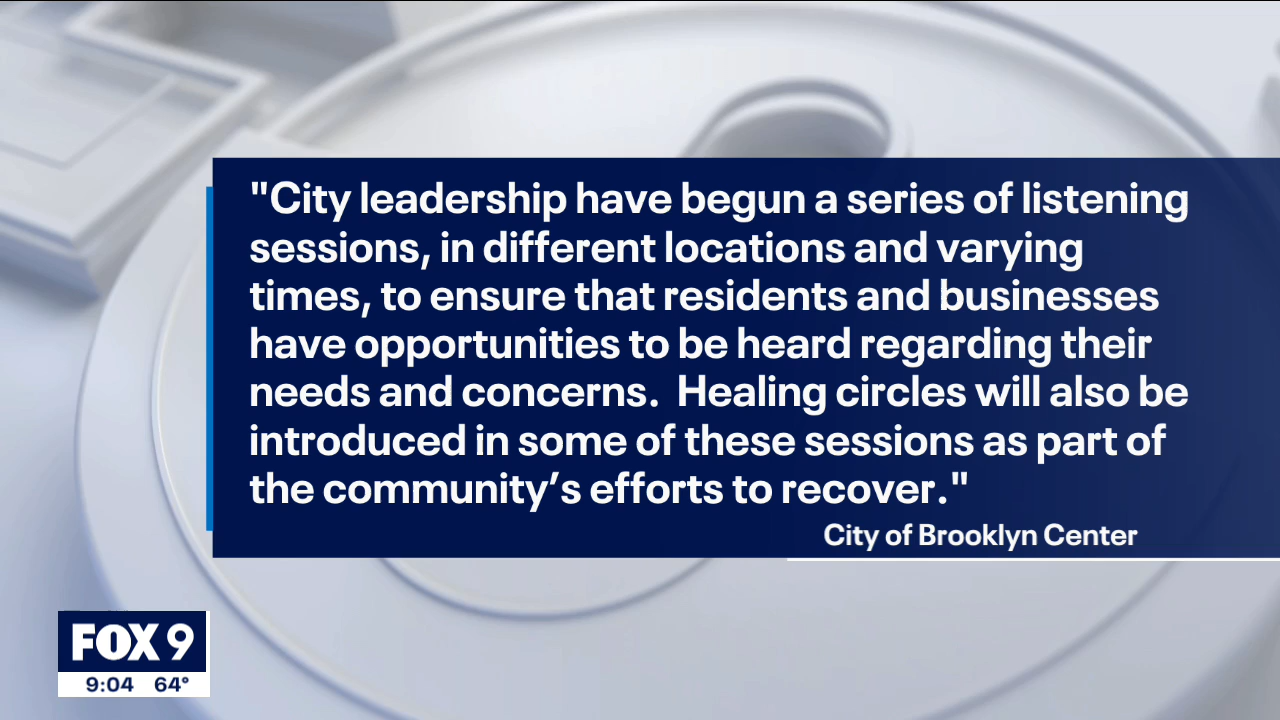 "City leadership have begun a series of listening
sessions, in different locations and varying
times, to ensure that residents and businesses
have opportunities to be heard regarding their
needs and concerns.  Healing circles will also be
introduced in some of these sessions as part of
the community’s efforts to recover."
City of Brooklyn Center
FOX 9
9:04 64°